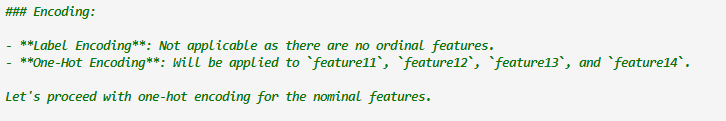 ### Encoding:
- **Label Encoding**: Not applicable as there are no ordinal features.
- **One-Hot Encoding**: Will be applied to `feature11`, `feature12`, `feature13`, and `feature14`.
Let's proceed with one-hot encoding for the nominal features.